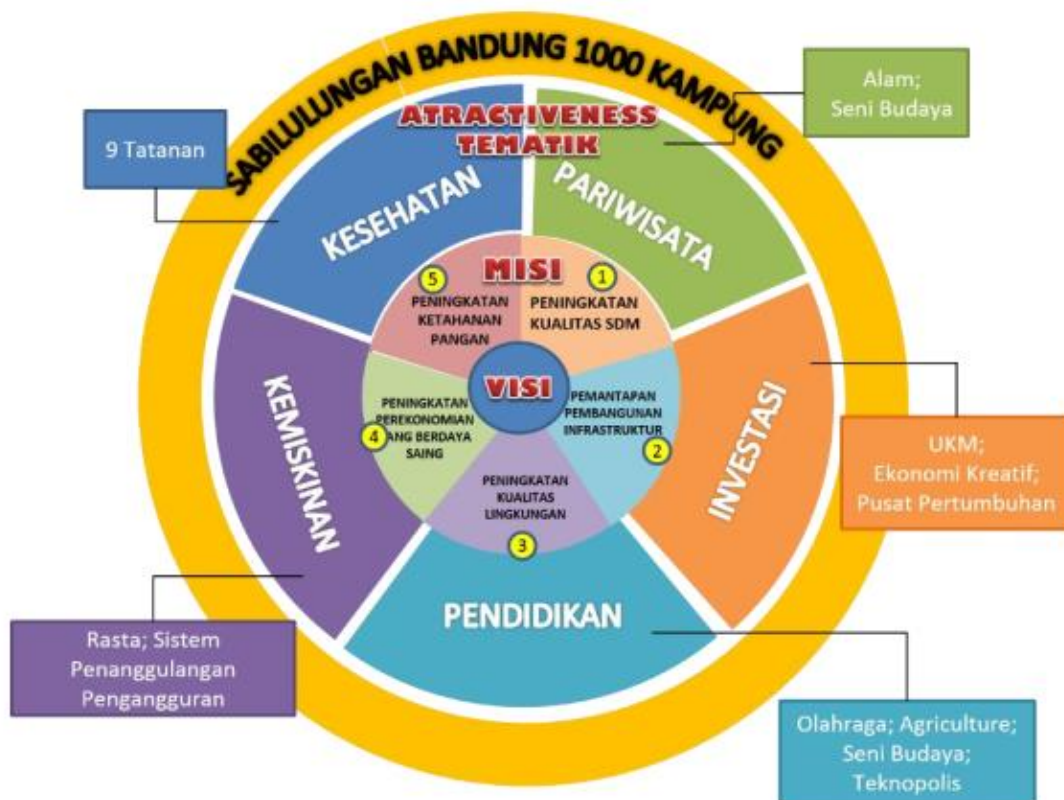 SABILULUNGAN BANDUNG 1000 KAMPUNG
ATRACTIVENESS
TEMATIK
Alam;
Seni Budaya
9 Tatanan
KESEHATAN
PARIWISATA
MISI
5
PENINGKATAN
KETAHANAN
PANGAN
1
PENINGKATAN
KUALITAS SDM
VISI
KEMISKINAN
INVESTASI
PENINGKATAN
PEREKONOMIAN
ANG BERDAYA
SAING
4
PEMANTAPAN
PEMBANGUNAN
INFRASTRUKTUR
2
PENINGKATAN
KUALITAS
LINGKUNGAN
3
UKM;
Ekonomi Kreatif;
Pusat Pertumbuhan
PENDIDIKAN
Rasta; Sistem
Penanggulangan
Pengangguran
Olahraga; Agriculture;
Seni Budaya;
Teknopolis